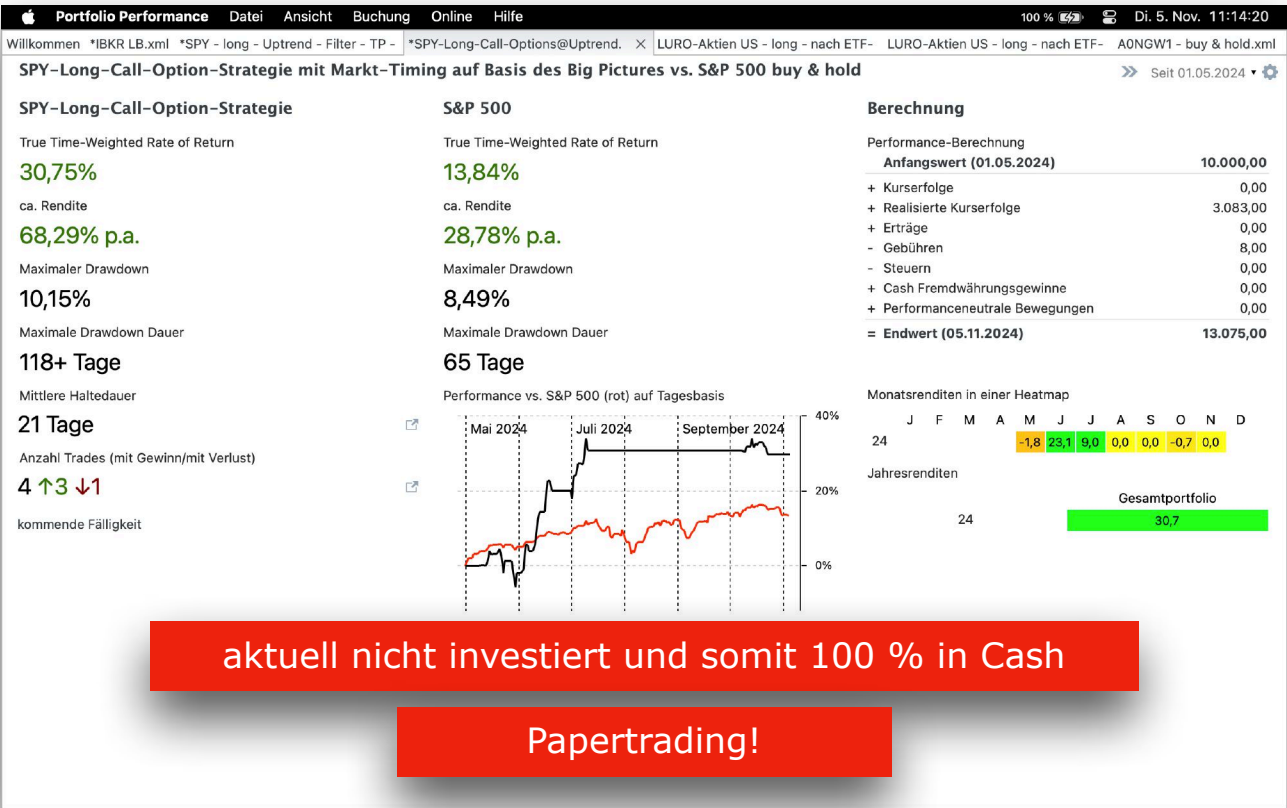 Portfolio Performance Datei Ansicht Buchung Online Hilfe 100 % Di. 5. Nov. 11:14:20
Willkommen *IBKR LB.xml *SPY - long - Uptrend - Filter - TP - *SPY-Long-Call-Options@Uptrend. × LURO-Aktien US - long - nach ETF- LURO-Aktien US - long - nach ETF- A0NGW1 - buy & hold.xml
SPY-Long-Call-Option-Strategie mit Markt-Timing auf Basis des Big Pictures vs. S&P 500 buy & hold
Seit 01.05.2024
SPY-Long-Call-Option-Strategie
True Time-Weighted Rate of Return
30,75%
ca. Rendite
68,29% p.a.
Maximaler Drawdown
10,15%
Maximale Drawdown Dauer
118+ Tage
Mittlere Haltedauer
21 Tage
Anzahl Trades (mit Gewinn/mit Verlust)
4 ↑3 ↓1
kommende Fälligkeit
S&P 500
True Time-Weighted Rate of Return
13,84%
ca. Rendite
28,78% p.a.
Maximaler Drawdown
8,49%
Maximale Drawdown Dauer
65 Tage
Performance vs. S&P 500 (rot) auf Tagesbasis
Mai 2024 Juli 2024 September 2024
40%
20%
0%
Berechnung
Performance-Berechnung
Anfangswert (01.05.2024) 10.000,00
+ Kurserfolge 0,00
+ Realisierte Kurserfolge 3.083,00
+ Erträge 0,00
- Gebühren 8,00
- Steuern 0,00
+ Cash Fremdwährungsgewinne 0,00
+ Performanceneutrale Bewegungen 0,00
= Endwert (05.11.2024) 13.075,00
Monatsrenditen in einer Heatmap
J F M A M J J A S O N D
24 -1,8 23,1 9,0 0,0 0,0 -0,7 0,0
Jahresrenditen
Gesamtportfolio
24 30,7
aktuell nicht investiert und somit 100 % in Cash
Papertrading!